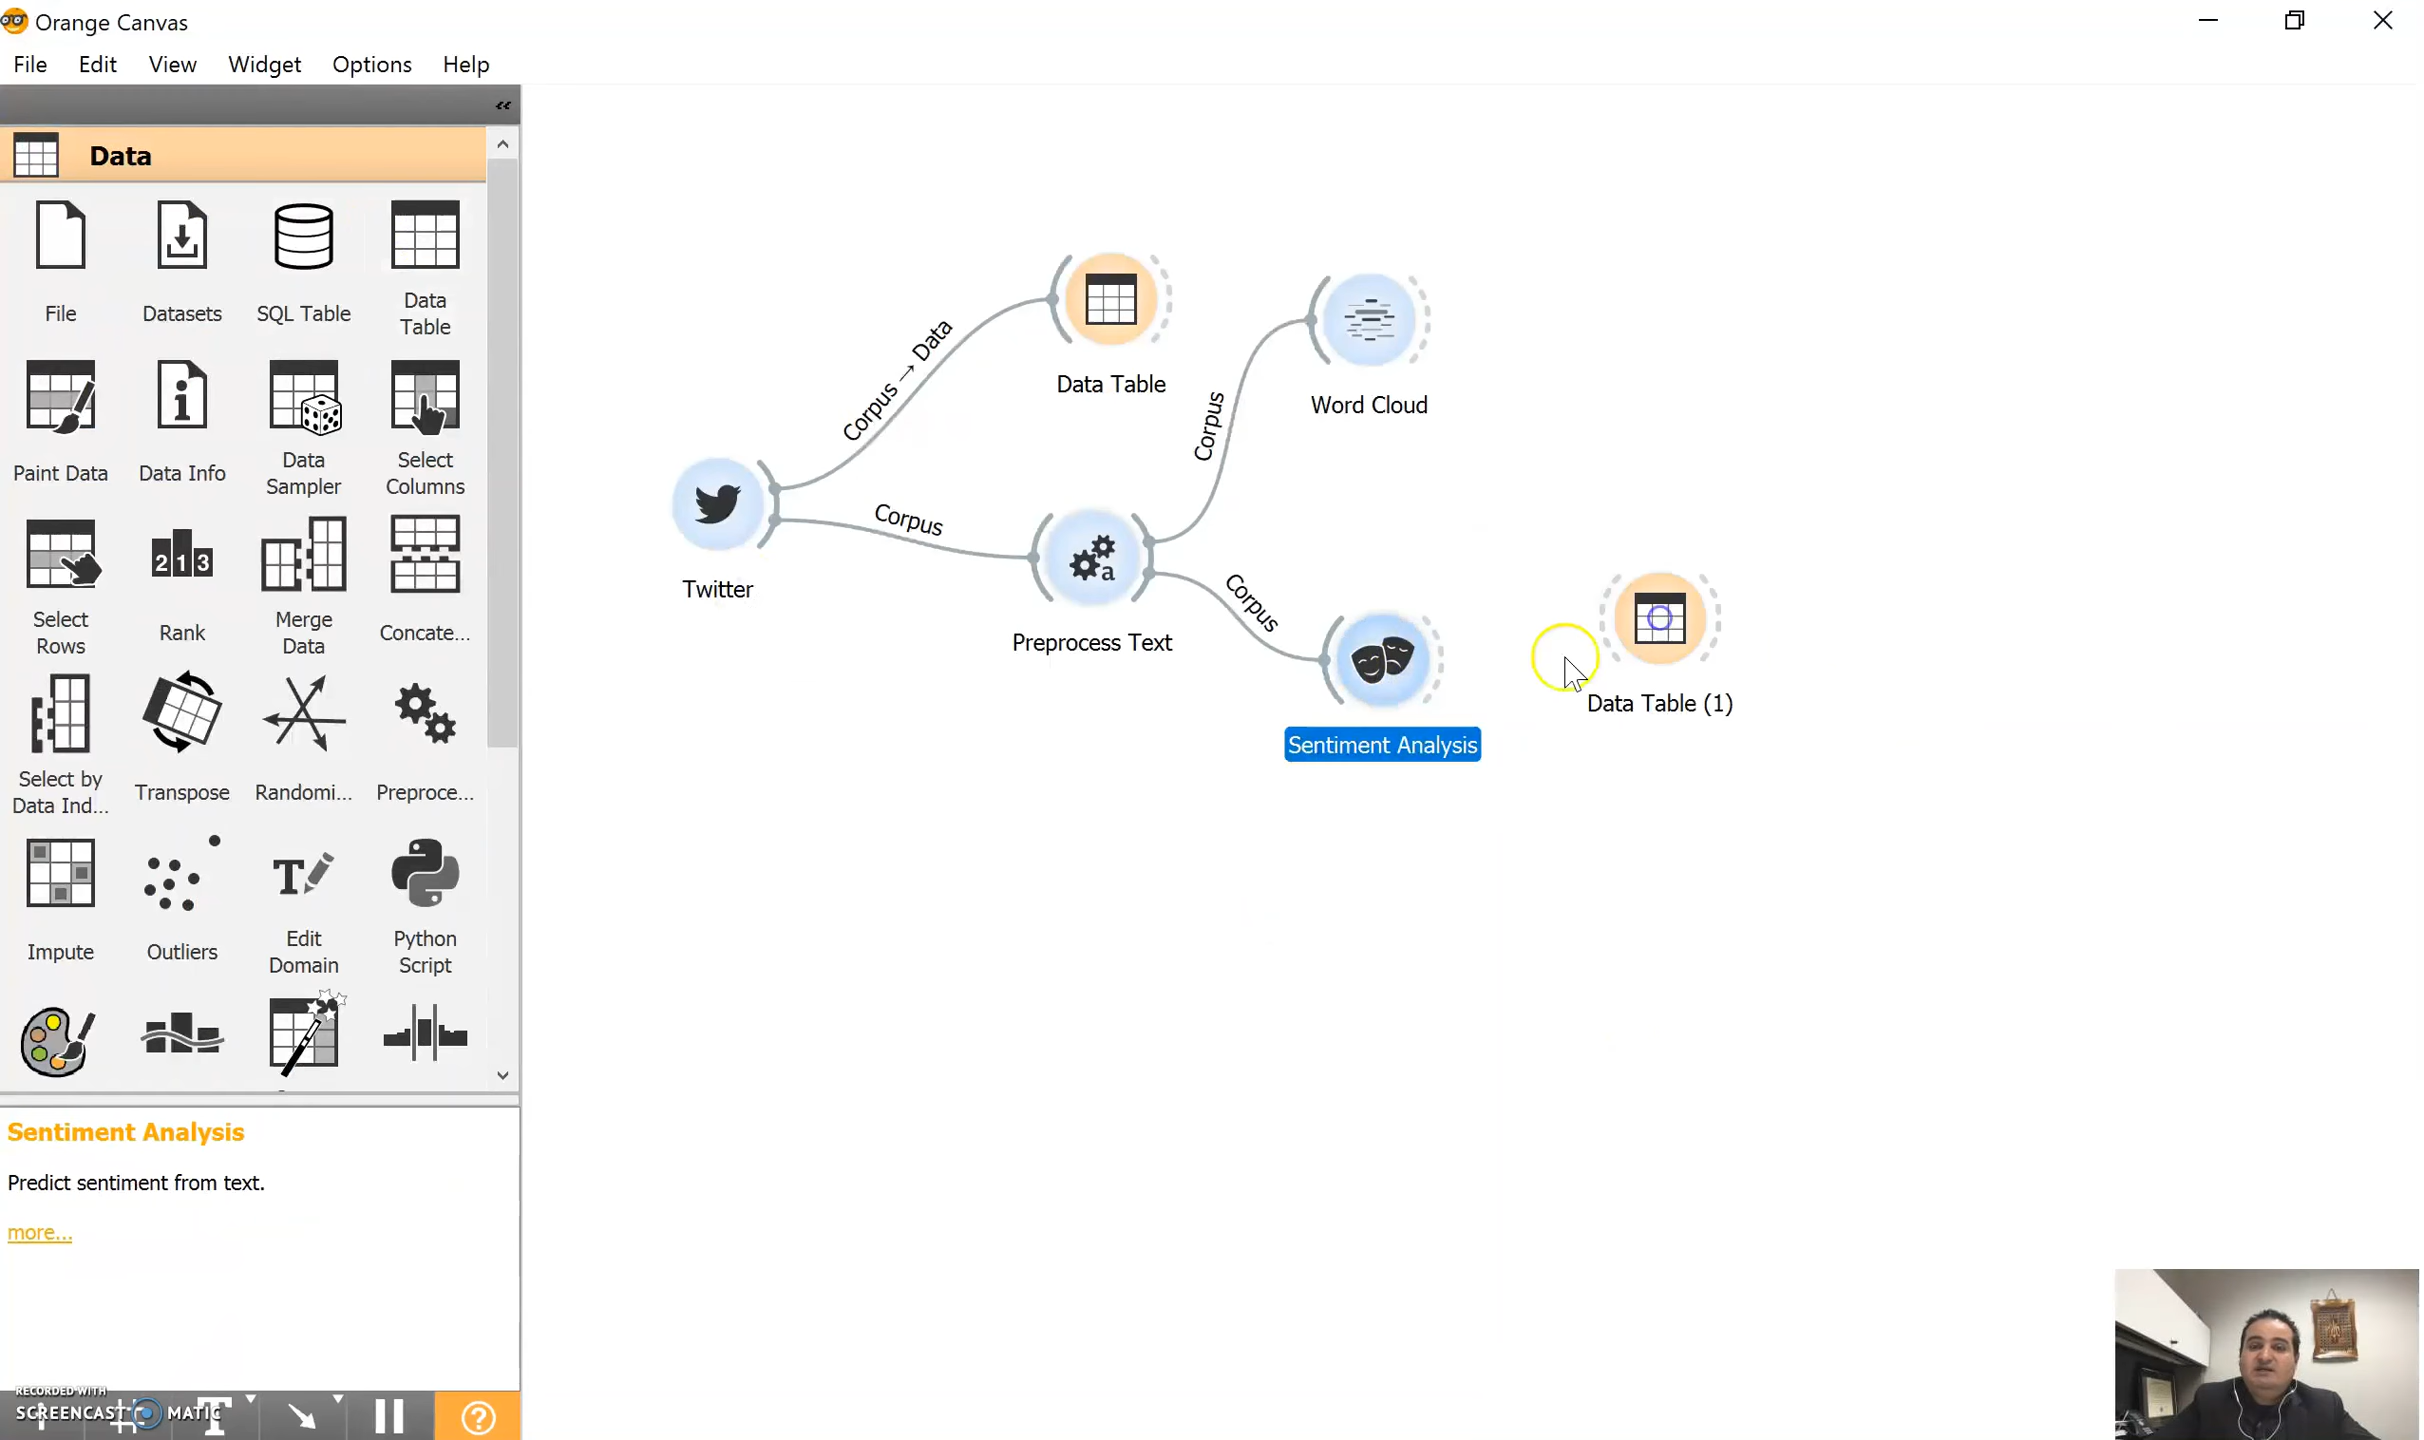 Orange Canvas
File Edit View Widget Options Help
«
Data
File Datasets SQL Table Data
Table
Paint Data Data Info Data
Sampler Select
Columns
213
Select
Rows Rank Merge
Data Concate...
Select by
Data Ind... Transpose Randomi... Preproce...
T
Impute Outliers Edit
Domain Python
Script
Sentiment Analysis
Predict sentiment from text.
more...
RECORDED WITH
SCREENCAST MATIC
T
?
Corpus → Data
Data Table
Corpus
Word Cloud
Twitter
Corpus
a
Preprocess Text
Corpus
Sentiment Analysis
Data Table (1)